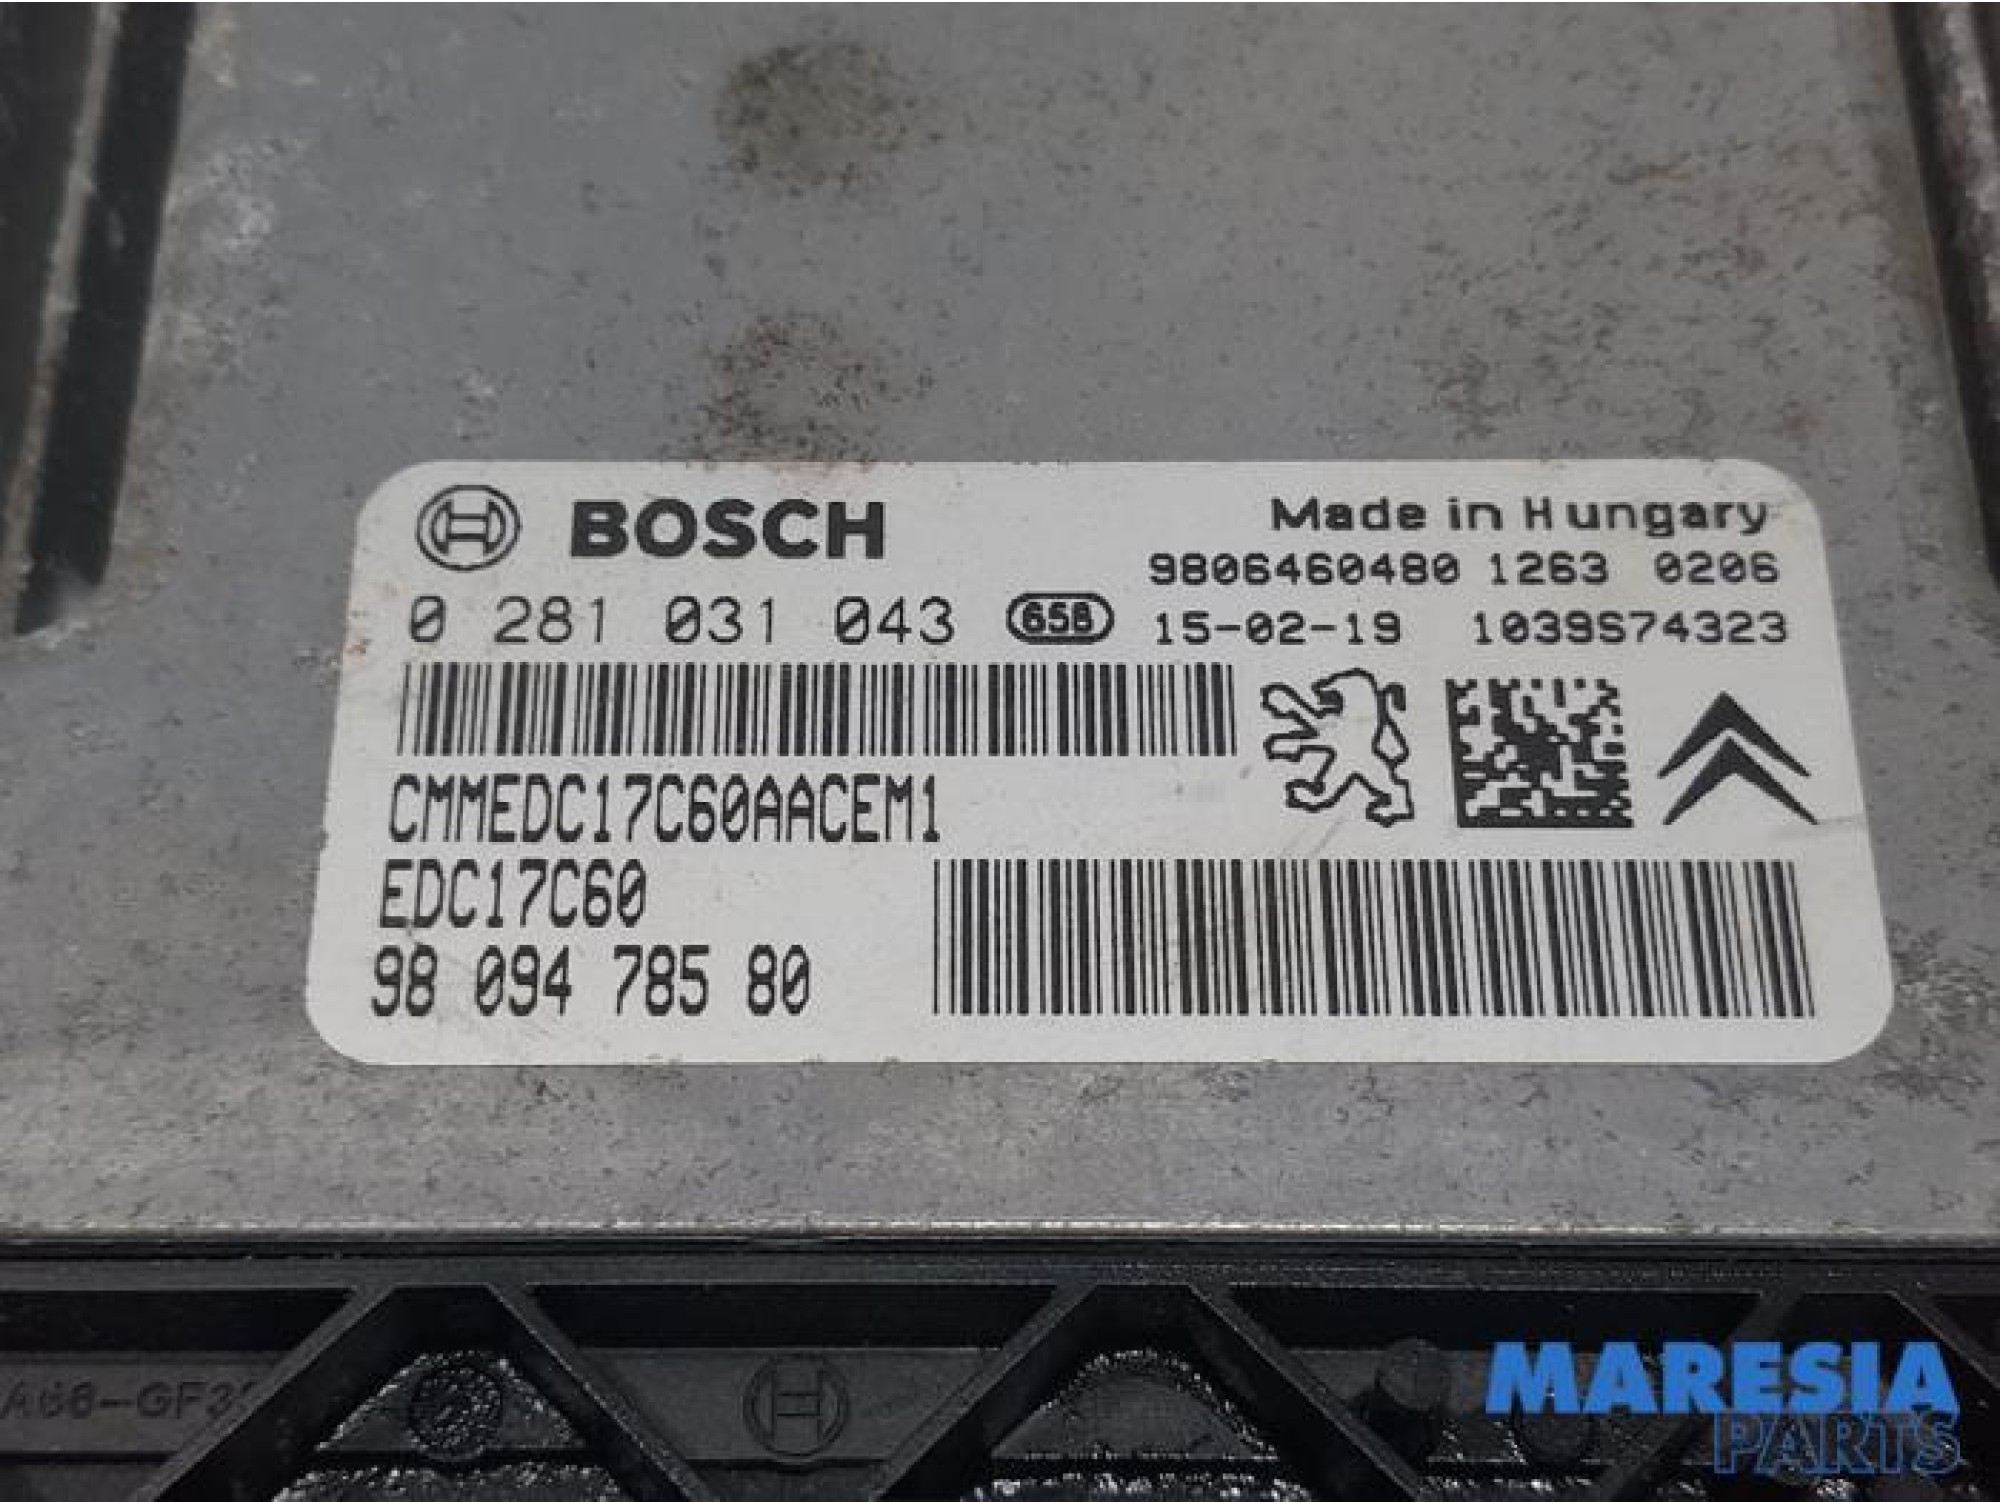 BOSCH
Made in Hungary
9806460480 1263 0206
0 281 031 043 65B 15-02-19 1039S74323
CMMEDC17C60AACEM1
EDC17C60
98 094 785 80
MARESIA
PARTS